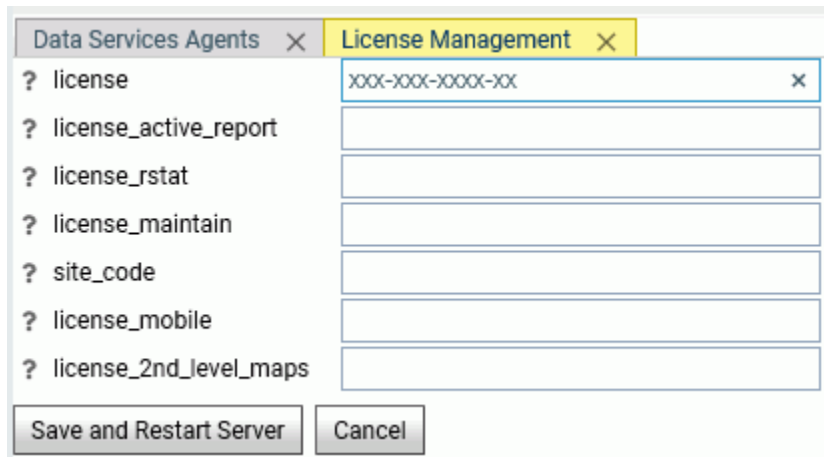 Data Services Agents × License Management ×
? license xxx-xxx-xxxx-xx ×
? license_active_report
? license_rstat
? license_maintain
? site_code
? license_mobile
? license_2nd_level_maps
Save and Restart Server Cancel